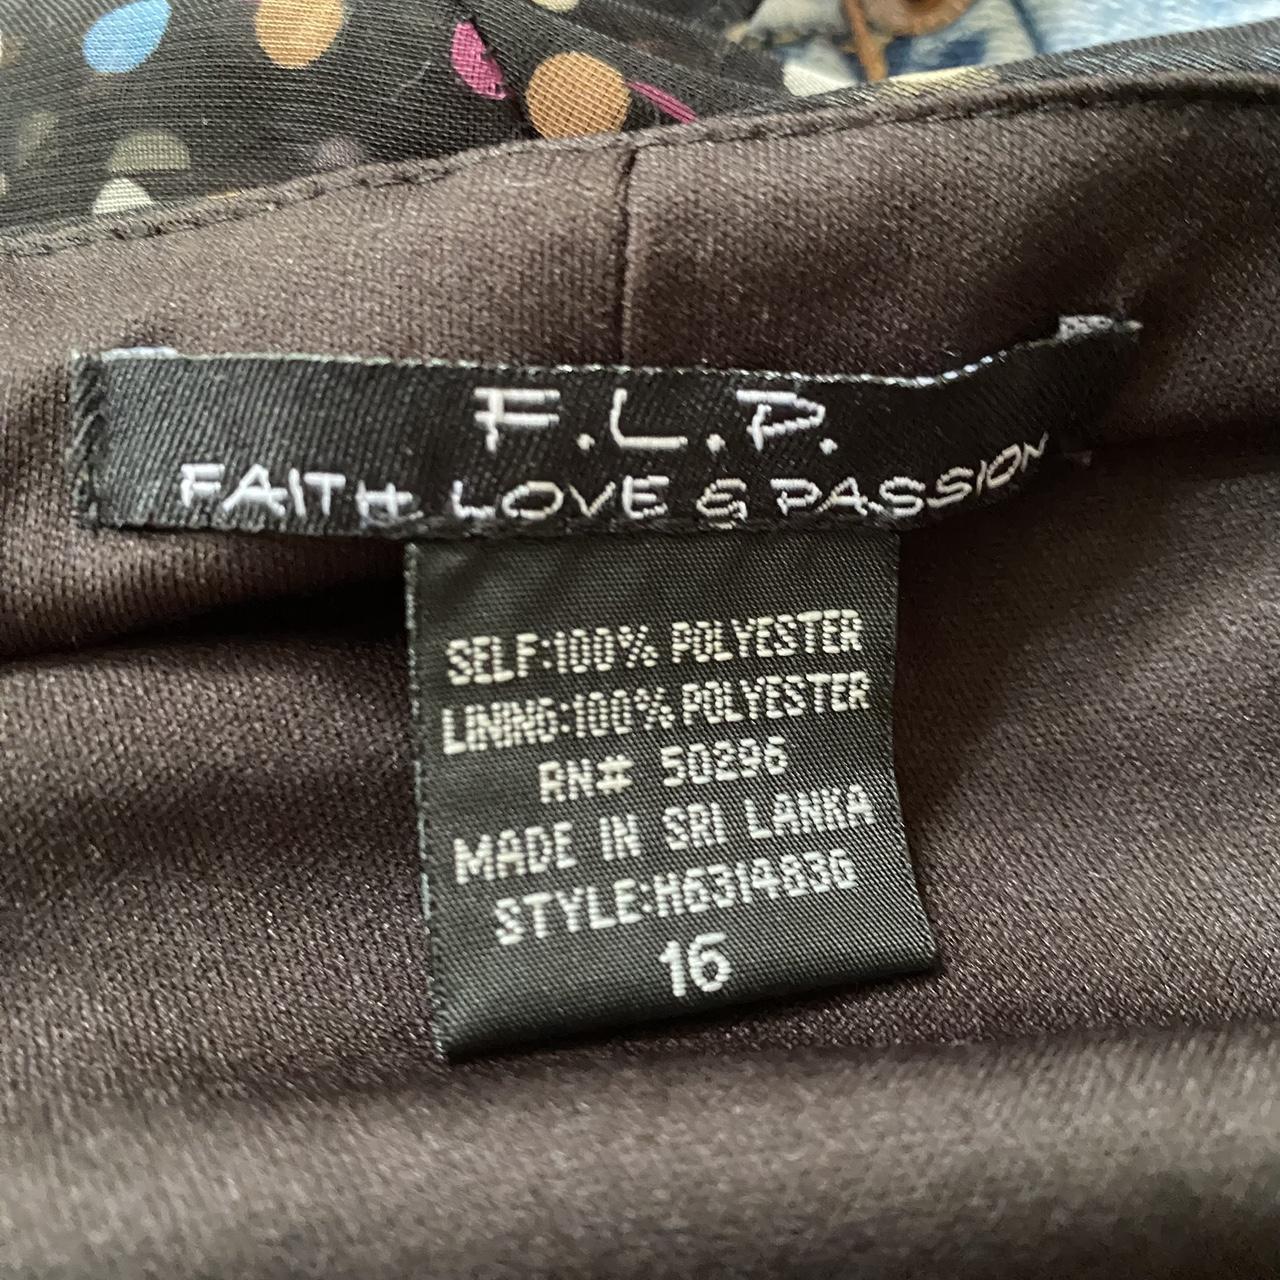 F.L.P.
FAITH LOVE & PASSION
SELF:100% POLYESTER
LINING:100% POLYESTER
RN# 50296
MADE IN SRI LANKA
STYLE:H6314836
16